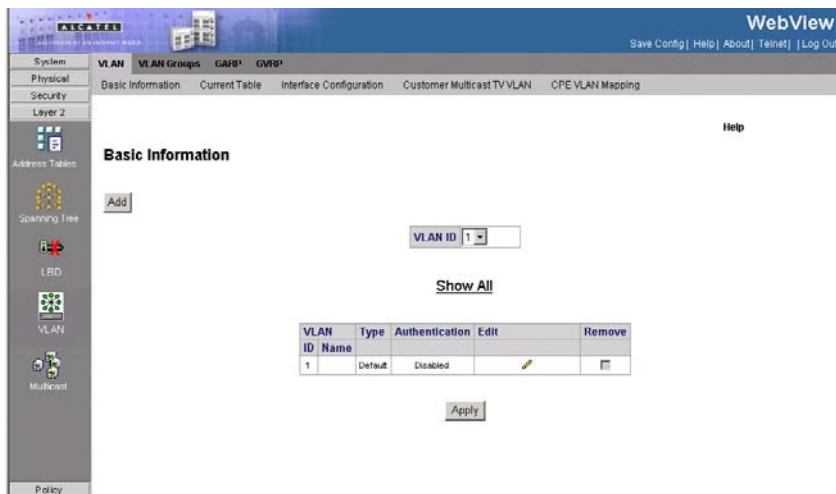 ALCATEL
WebView
Save Config| Help| About| Telnet| |Log Out
System
Physical
Security
Layer 2
Address Tables
Spanning Tree
LBD
VLAN
Multicast
Policy
VLAN VLAN Groups GARP GVRP
Basic Information Current Table Interface Configuration Customer Multicast TV VLAN CPE VLAN Mapping
Help
Basic Information
Add
VLAN ID 1
Show All
VLAN Type Authentication Edit Remove
ID Name
1 Default Disabled
Apply